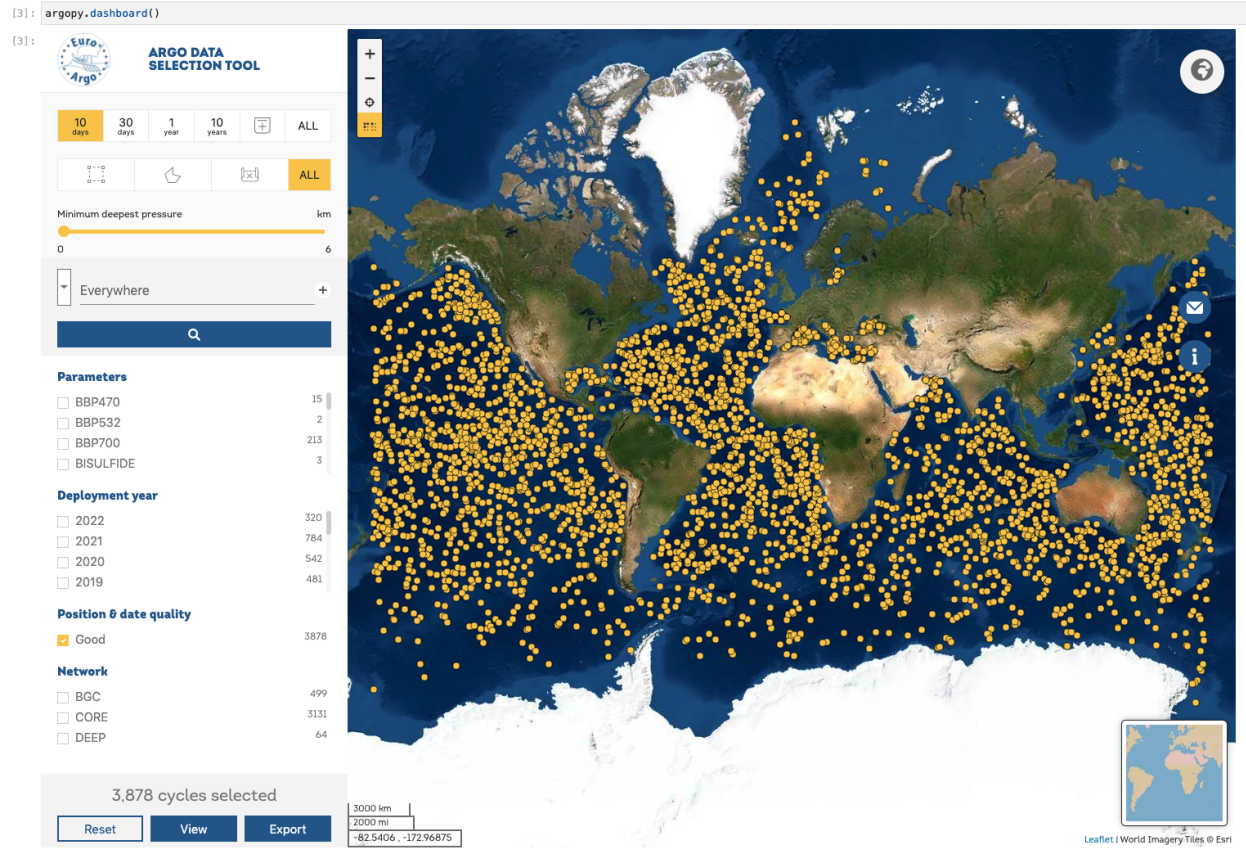 [3]: argopy.dashboard()
[3]:
Euro
Argo
ARGO DATA
SELECTION TOOL
10 days 30 days 1 year 10 years ALL
ALL
Minimum deepest pressure km
0 6
Everywhere +
Parameters
BBP470 15
BBP532 2
BBP700 213
BISULFIDE 3
Deployment year
2022 320
2021 784
2020 542
2019 481
Position & date quality
Good 3878
Network
BGC 499
CORE 3131
DEEP 64
3,878 cycles selected
Reset View Export
+
−
i
3000 km
2000 mi
-82.5406 , -172.96875
Leaflet | World Imagery Tiles © Esri